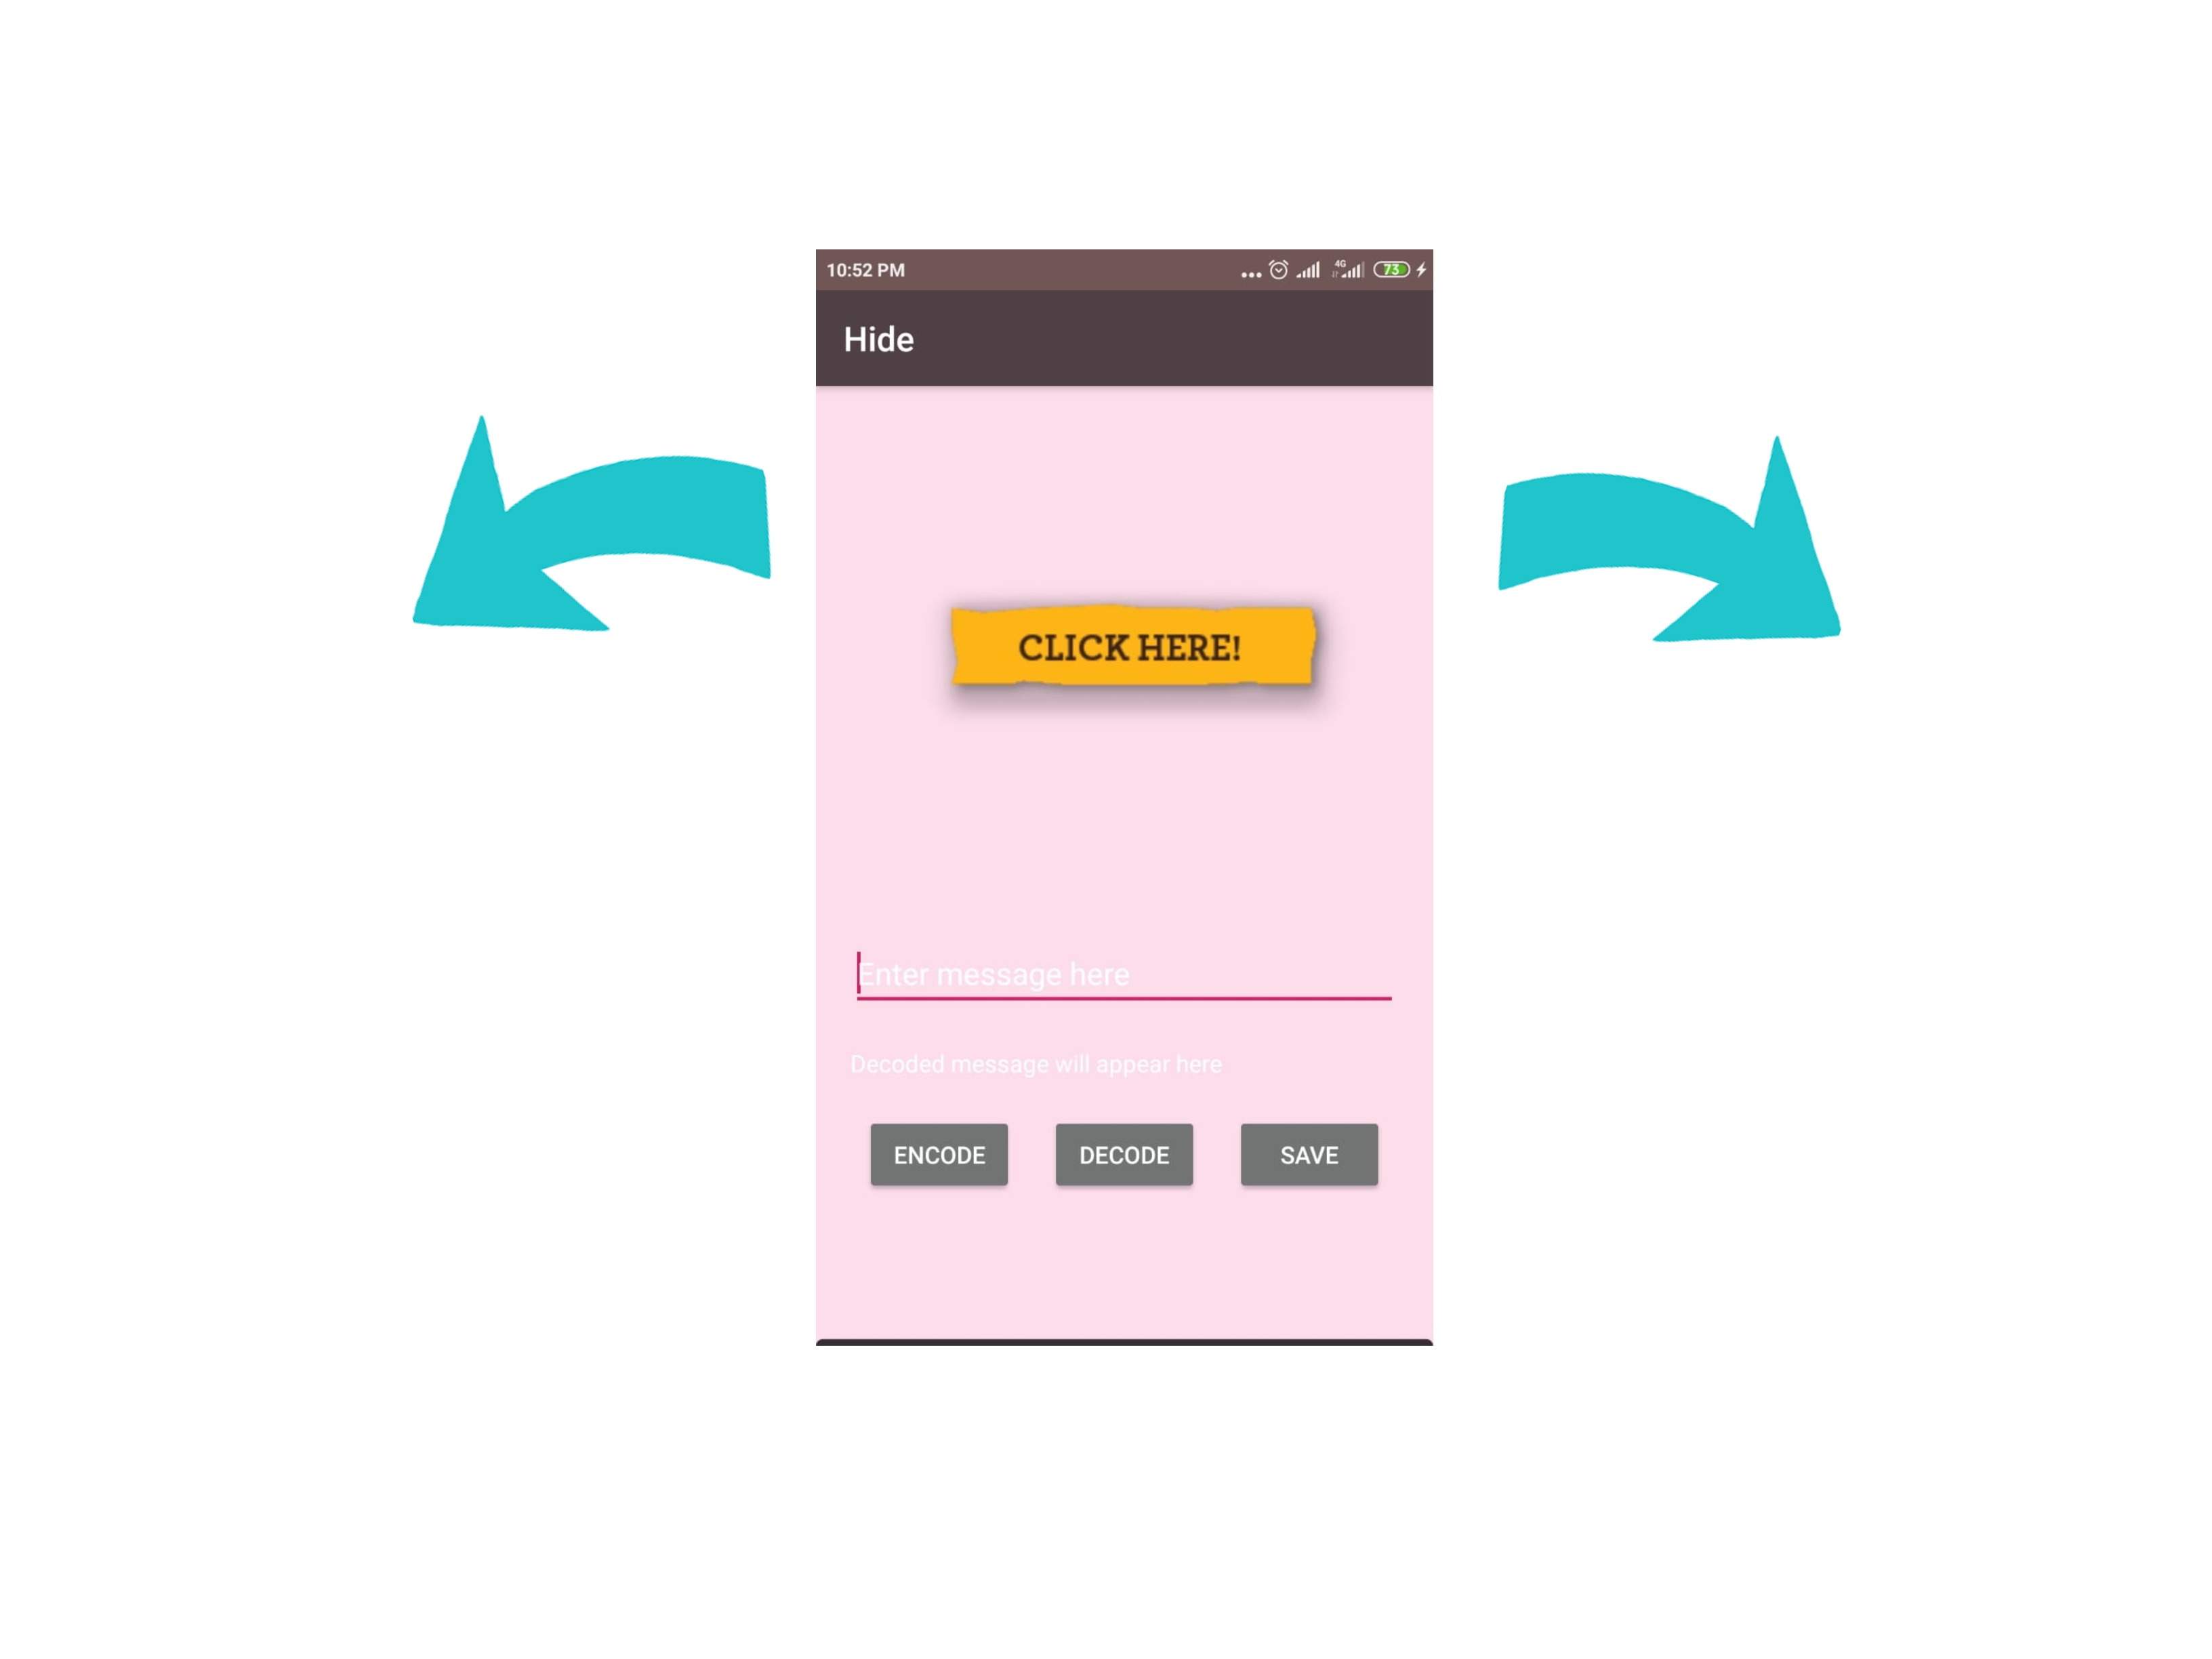 10:52 PM 4G 73
Hide
CLICK HERE!
Enter message here
Decoded message will appear here
ENCODE DECODE SAVE